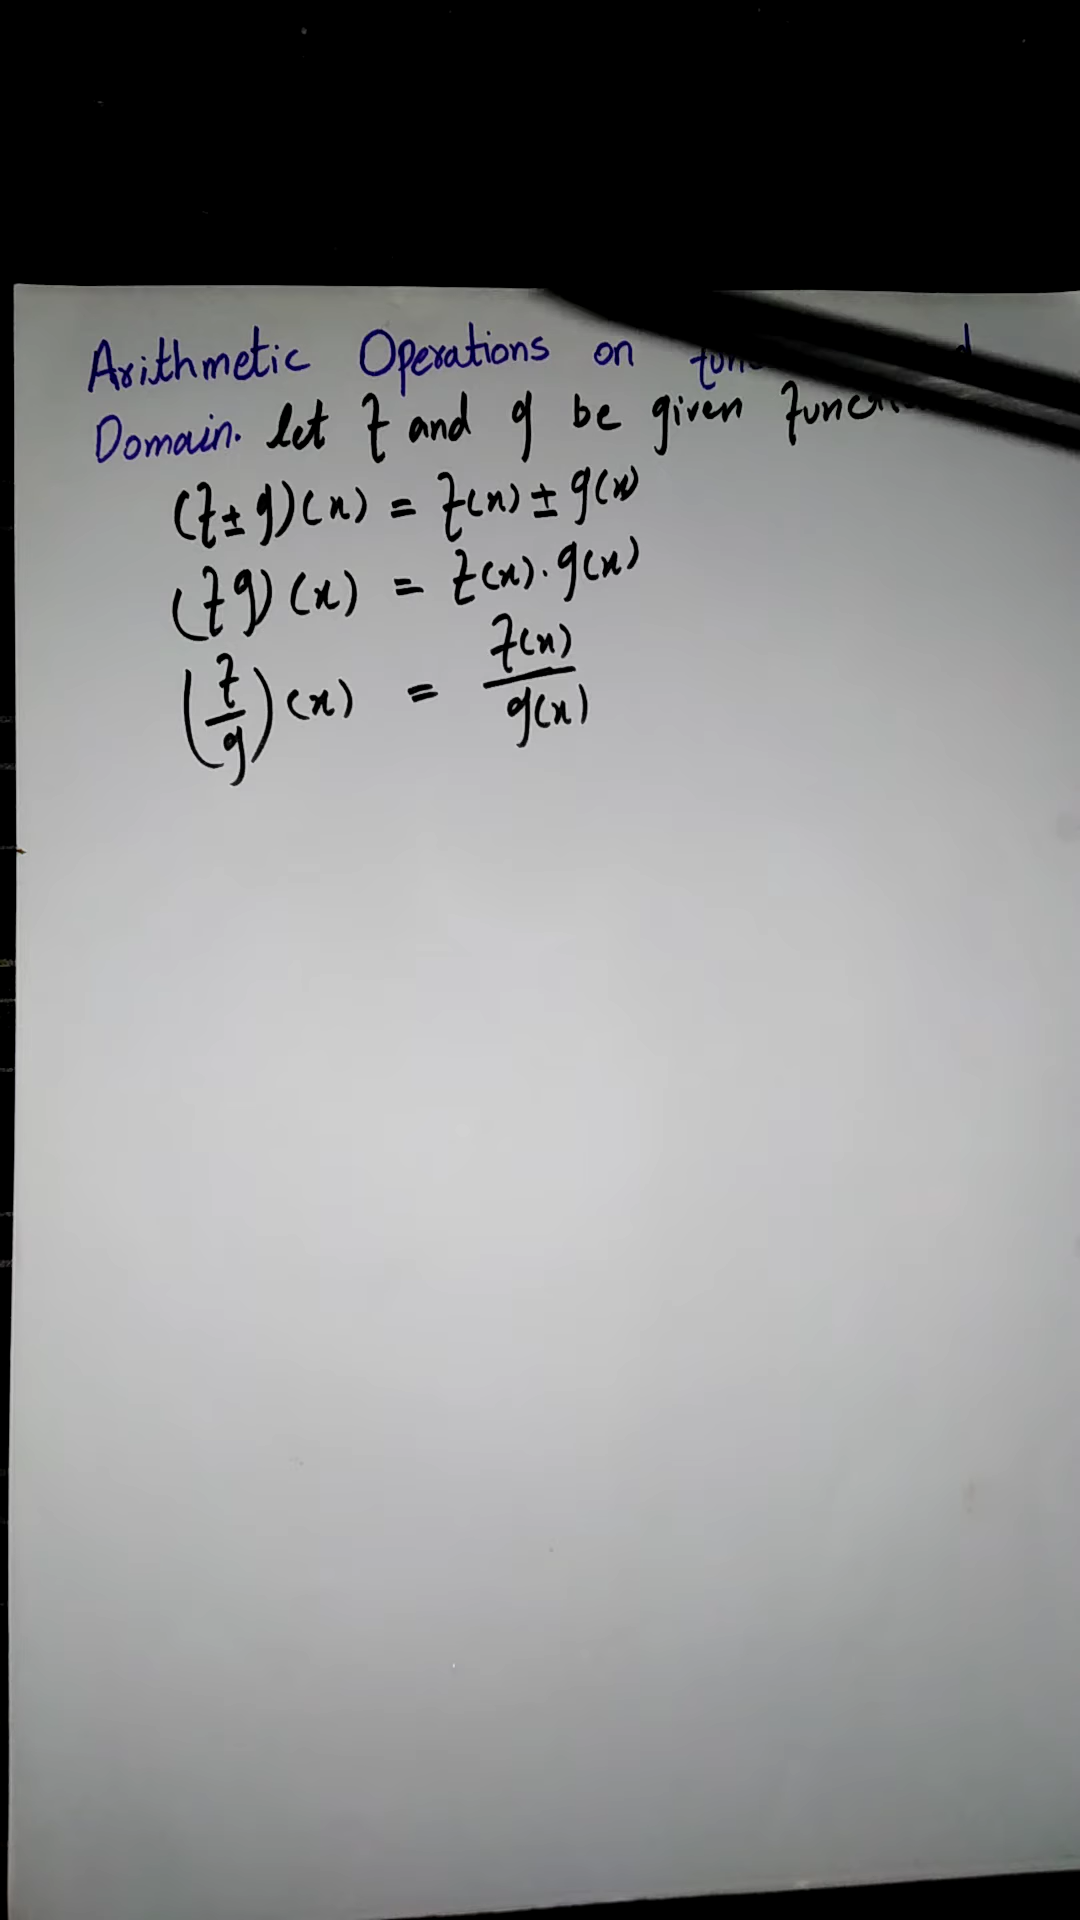 Arithmetic Operations on
Domain. let f and g be given
(f ± g)(x) = f(x) ± g(x)
(fg)(x) = f(x). g(x)
(f/g)(x) = f(x)/g(x)